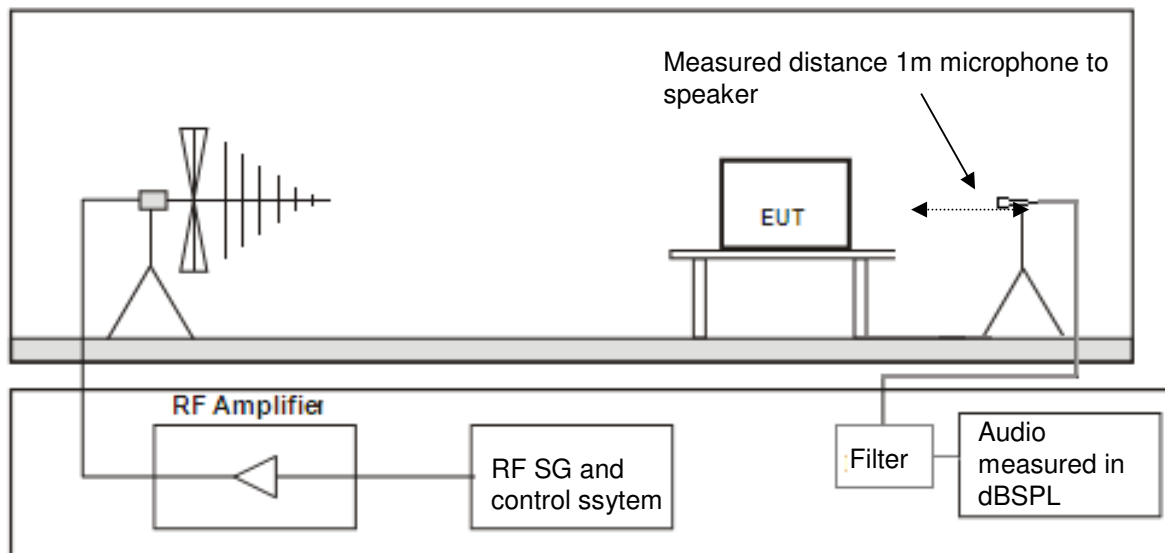 Measured distance 1m microphone to
speaker
EUT
RF Amplifier
RF SG and
control ssytem
Filter
Audio
measured in
dBSPL